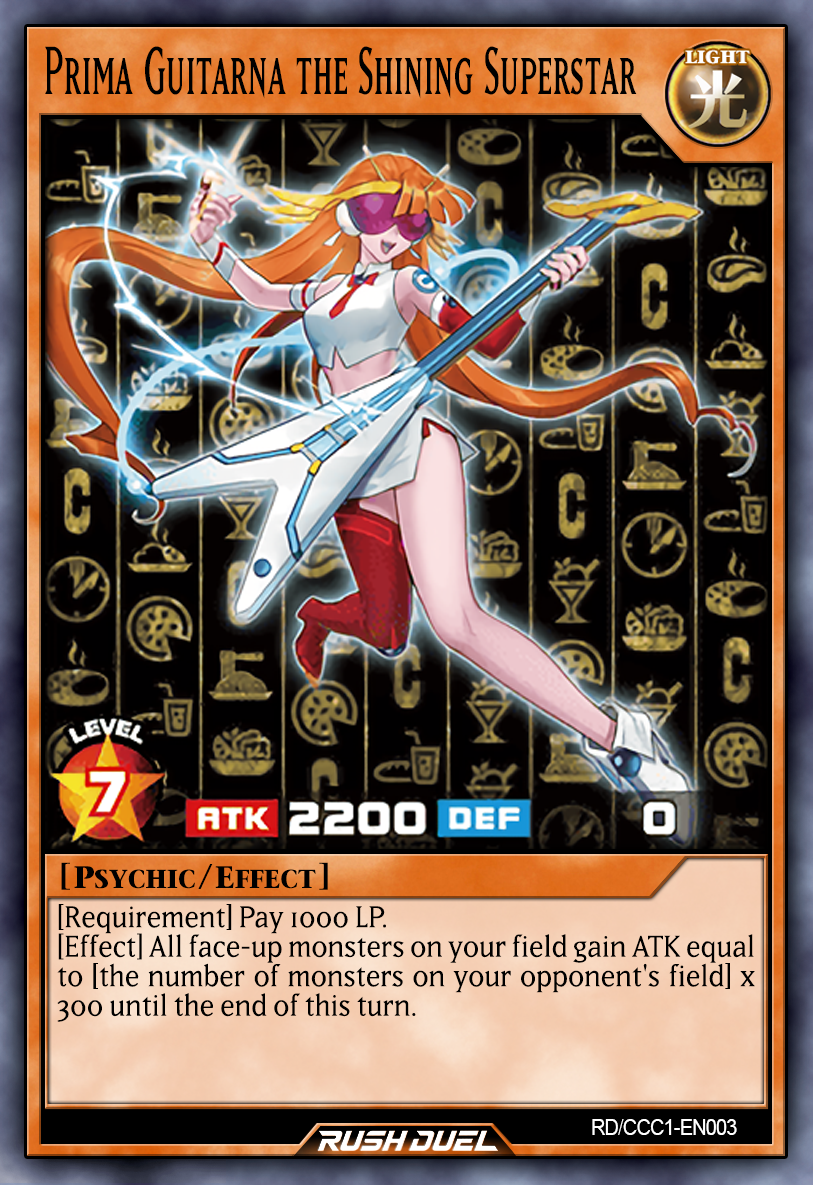 Prima Guitarna the Shining Superstar
LIGHT
光
LEVEL
7
ATK 2200 DEF 0
[Psychic/Effect]
[Requirement] Pay 1000 LP.
[Effect] All face-up monsters on your field gain ATK equal
to [the number of monsters on your opponent's field] x
300 until the end of this turn.
RUSH DUEL
RD/CCC1-EN003